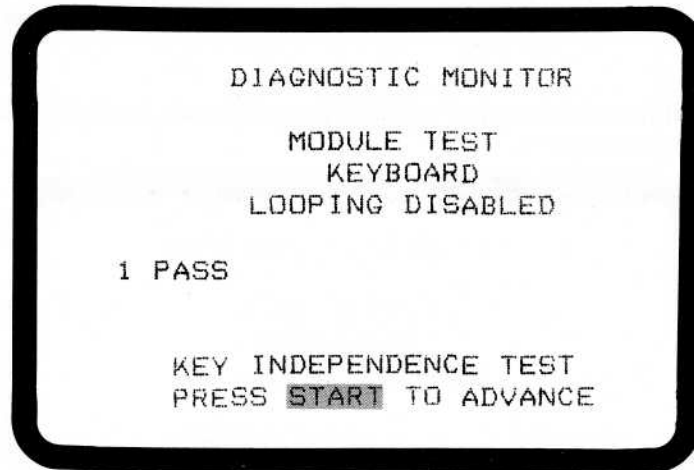 DIAGNOSTIC MONITOR
MODULE TEST
KEYBOARD
LOOPING DISABLED
1 PASS
KEY INDEPENDENCE TEST
PRESS START TO ADVANCE